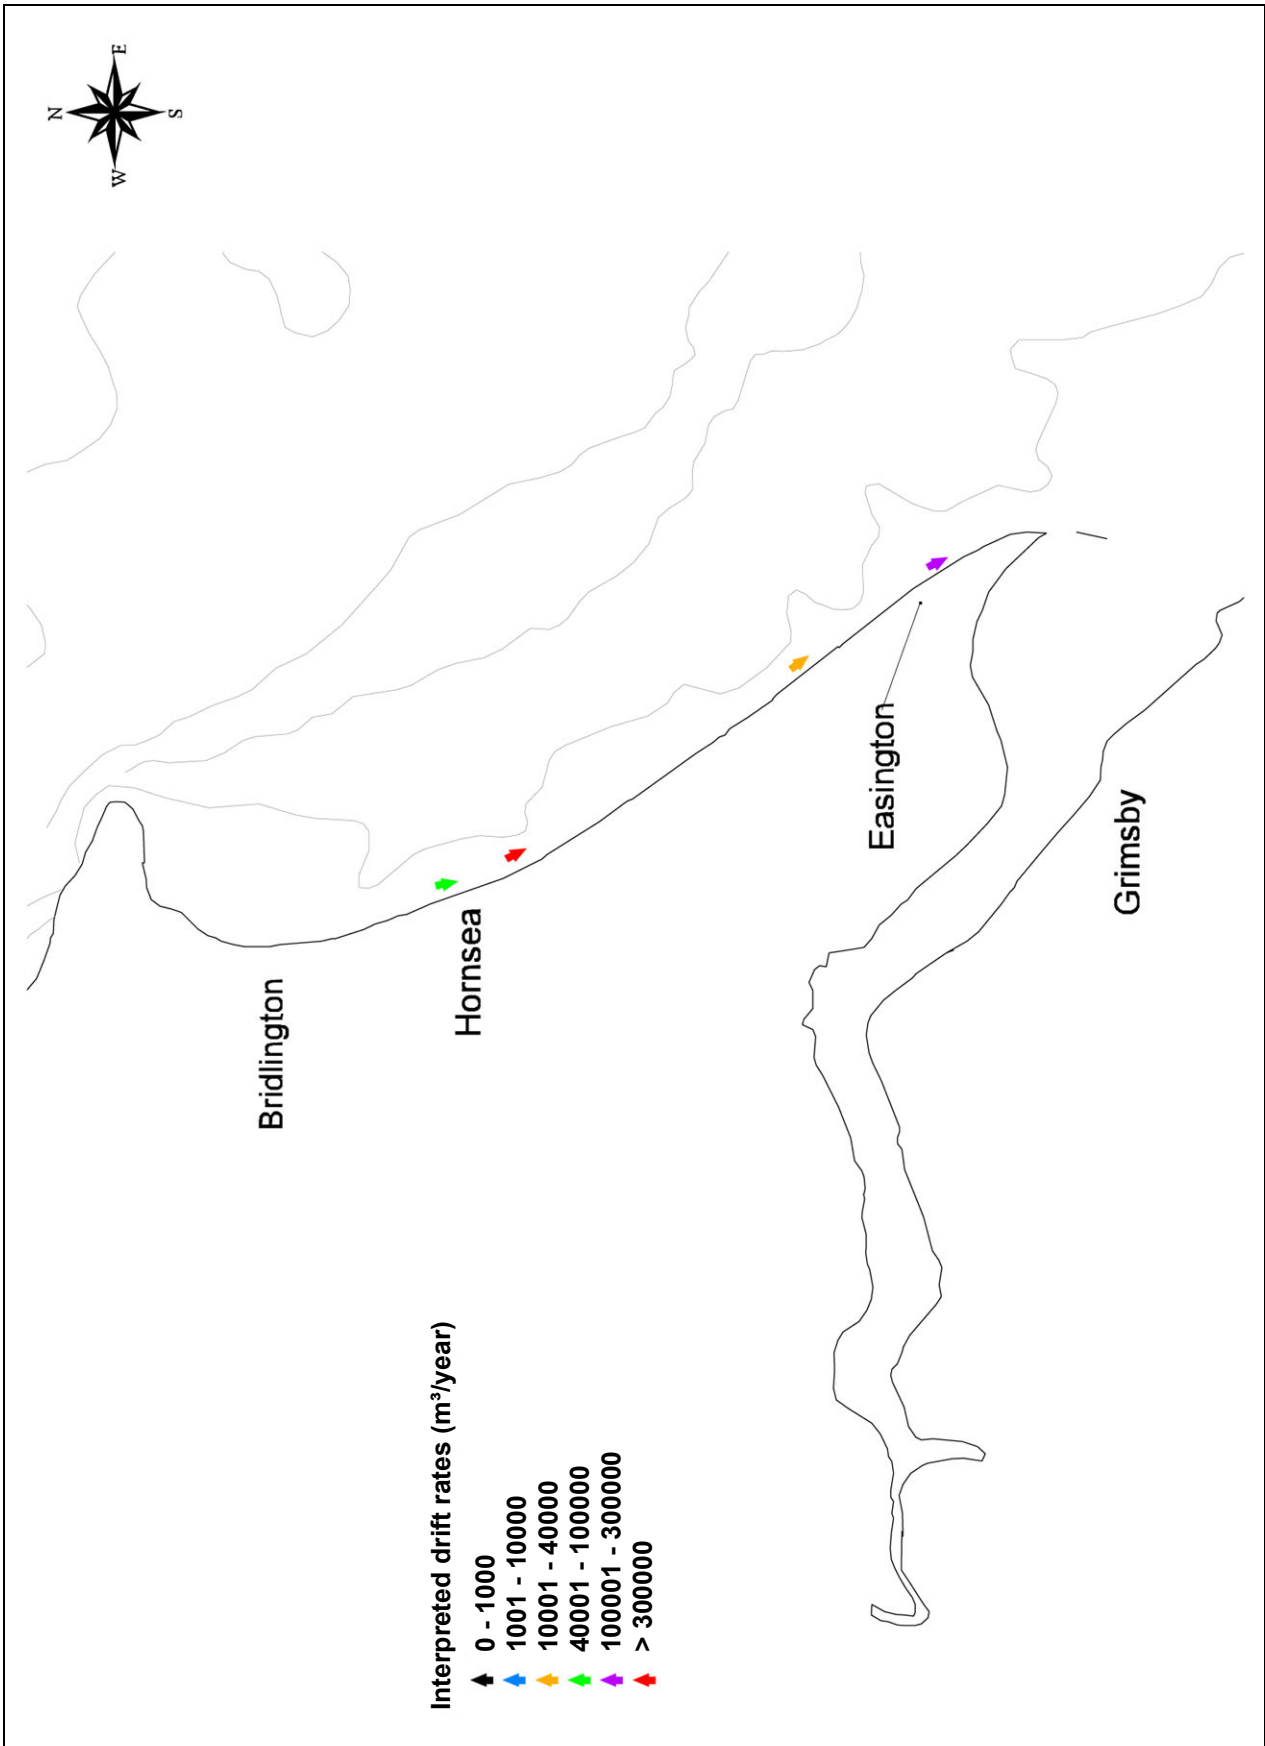 N
W
E
S
Bridlington
Hornsea
Easington
Grimsby
Interpreted drift rates (m³/year)
0 - 1000
1001 - 10000
10001 - 40000
40001 - 100000
100001 - 300000
> 300000